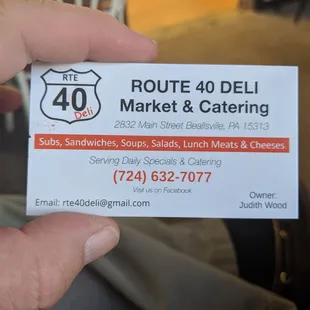 RTE
40
Deli
ROUTE 40 DELI
Market & Catering
2832 Main Street Beallsville, PA 15313
Subs, Sandwiches, Soups, Salads, Lunch Meats & Cheeses
Serving Daily Specials & Catering
(724) 632-7077
Visit us on Facebook
Email: rte40deli@gmail.com
Owner:
Judith Wood